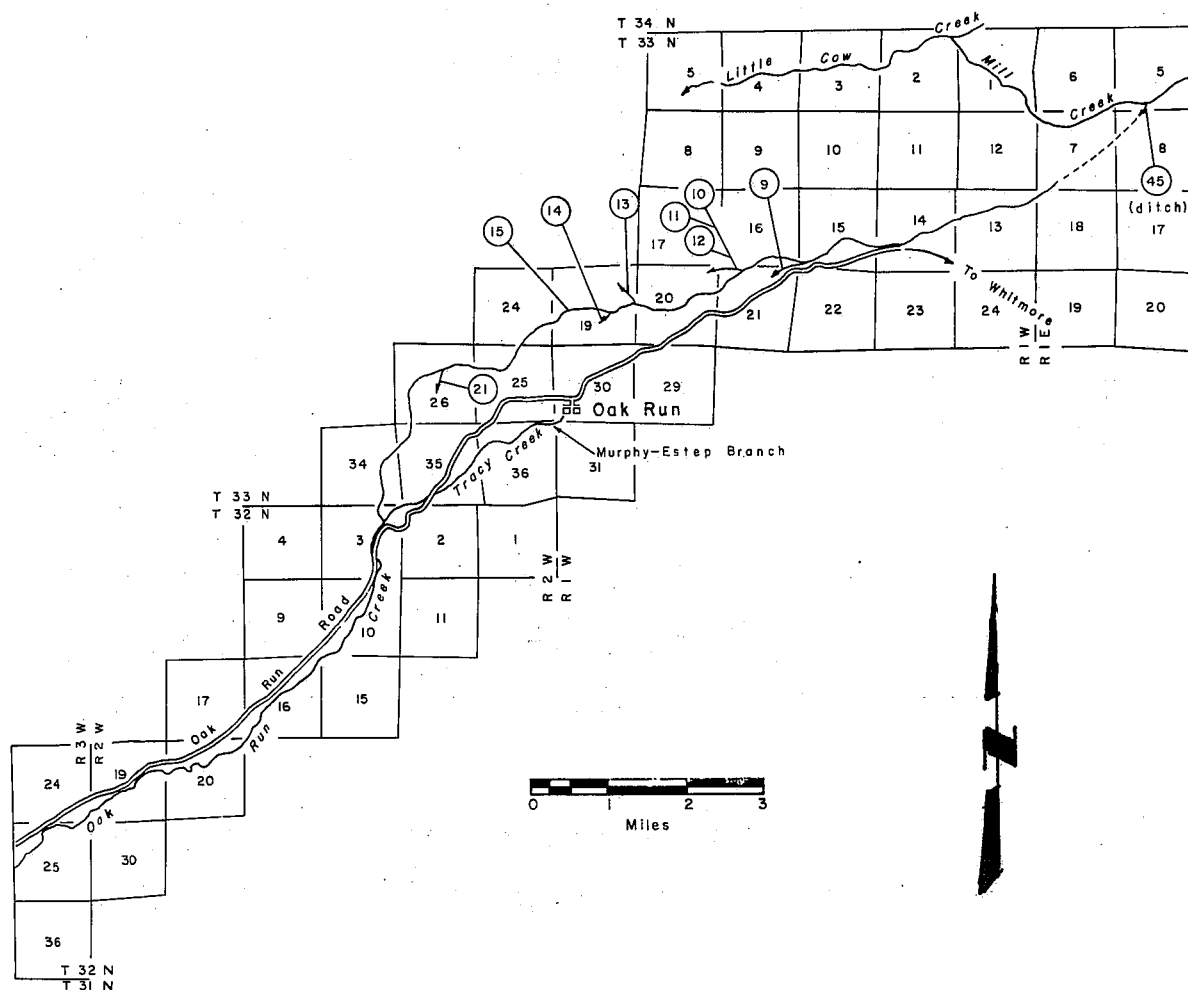 T 34 N
T 33 N
Creek
5
Little
4
Cow
3
2
Mill
1
6
Creek
5
8
9
10
11
12
7
8
45
(ditch)
10
9
11
12
13
14
15
17
16
15
14
13
18
17
To Whitmore
24
19
20
21
22
23
24
19
20
R I W
R I E
26
21
25
30
29
Oak Run
Murphy-Estep Branch
34
35
Tracy Creek
36
31
T 33 N
T 32 N
4
3
2
1
R 2 W
R I W
9
Oak Run Road
10
11
Oak Run Creek
17
16
15
R 3 W
R 2 W
24
19
20
25
30
36
T 32 N
T 31 N
0 1 2 3
Miles
N